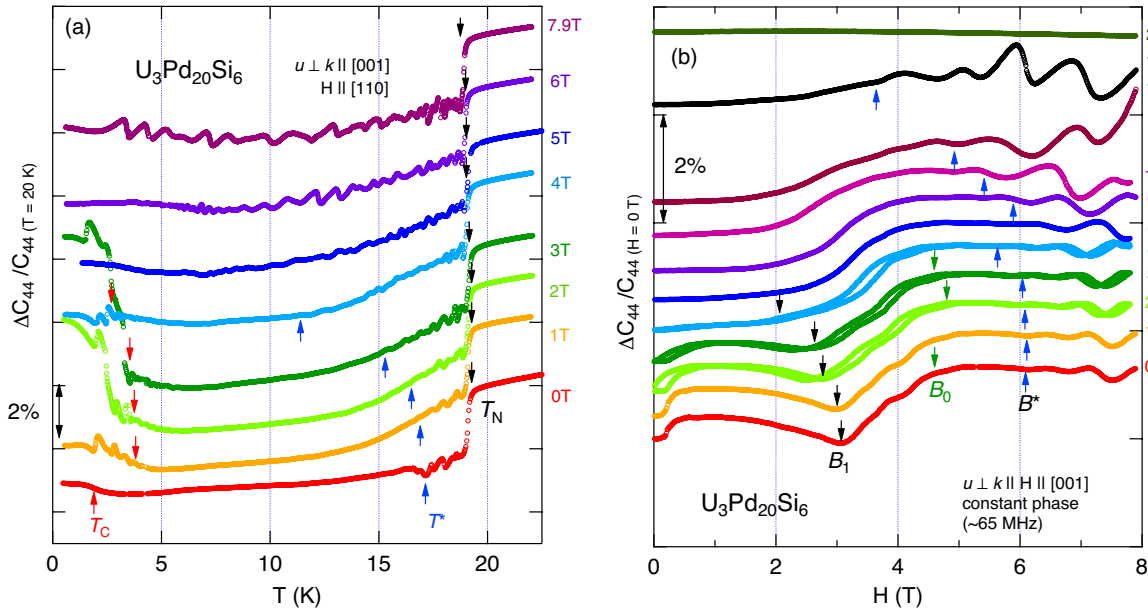 (a)
U3Pd20Si6
u ⊥ k || [001]
H || [110]
7.9T
6T
5T
4T
3T
2T
1T
0T
2%
TN
TC
T*
ΔC44 /C44 (T = 20 K)
0
5
10
15
20
T (K)
(b)
2%
B0
B*
B1
U3Pd20Si6
u ⊥ k || H || [001]
constant phase
(~65 MHz)
ΔC44 /C44 (H = 0 T)
0
2
4
6
8
H (T)